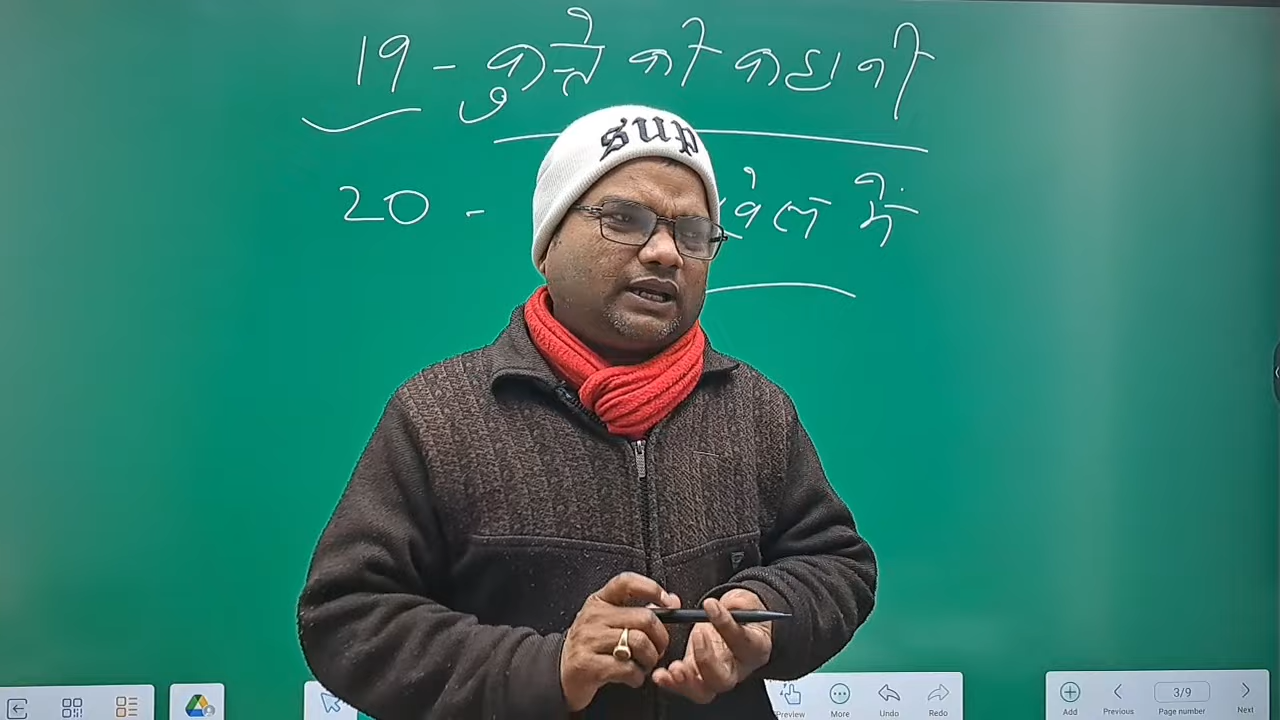 19 - कुत्ते की कहानी
sup
20 - खेल में
Preview
More
Undo
Redo
Add
Previous
3/9
Page number
Next